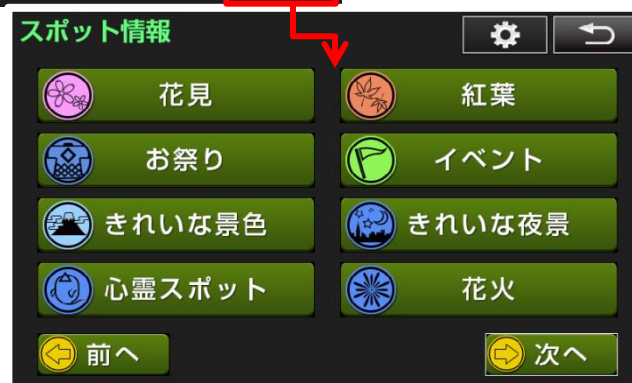 スポット情報
花見
紅葉
お祭り
イベント
きれいな景色
きれいな夜景
心霊スポット
花火
前へ
次へ